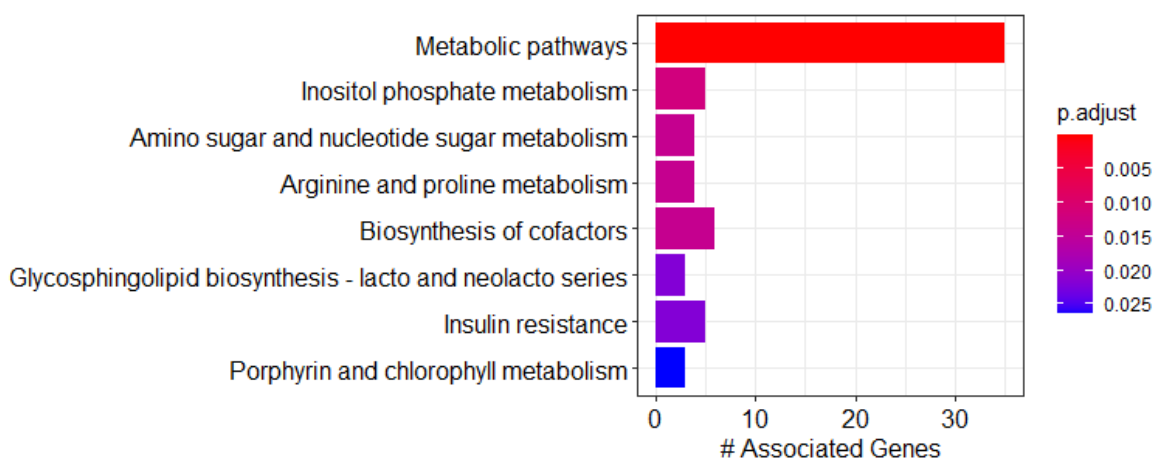 Metabolic pathways
Inositol phosphate metabolism
Amino sugar and nucleotide sugar metabolism
Arginine and proline metabolism
Biosynthesis of cofactors
Glycosphingolipid biosynthesis - lacto and neolacto series
Insulin resistance
Porphyrin and chlorophyll metabolism
0 10 20 30
# Associated Genes
p.adjust
0.005
0.010
0.015
0.020
0.025